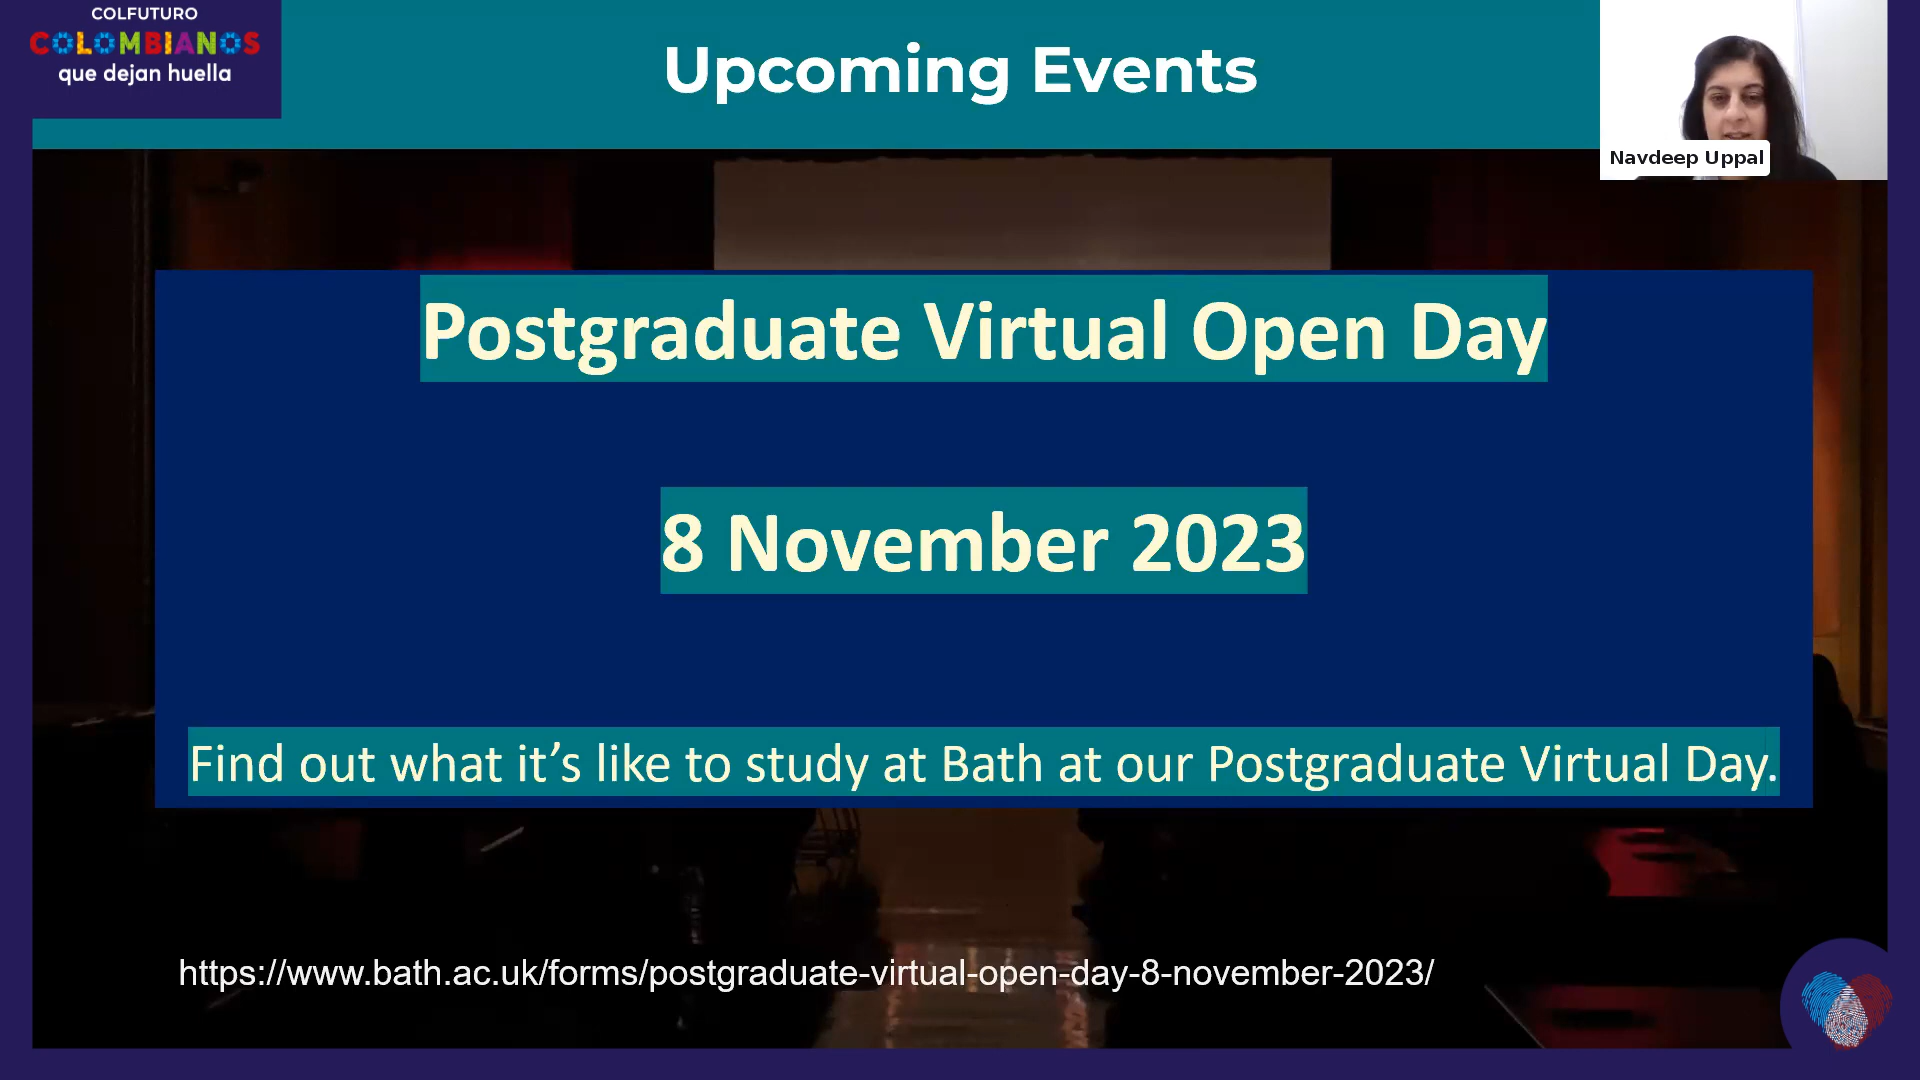 COLFUTURO
COLOMBIANOS
que dejan huella
Upcoming Events
Navdeep Uppal
Postgraduate Virtual Open Day
8 November 2023
Find out what it’s like to study at Bath at our Postgraduate Virtual Day.
https://www.bath.ac.uk/forms/postgraduate-virtual-open-day-8-november-2023/